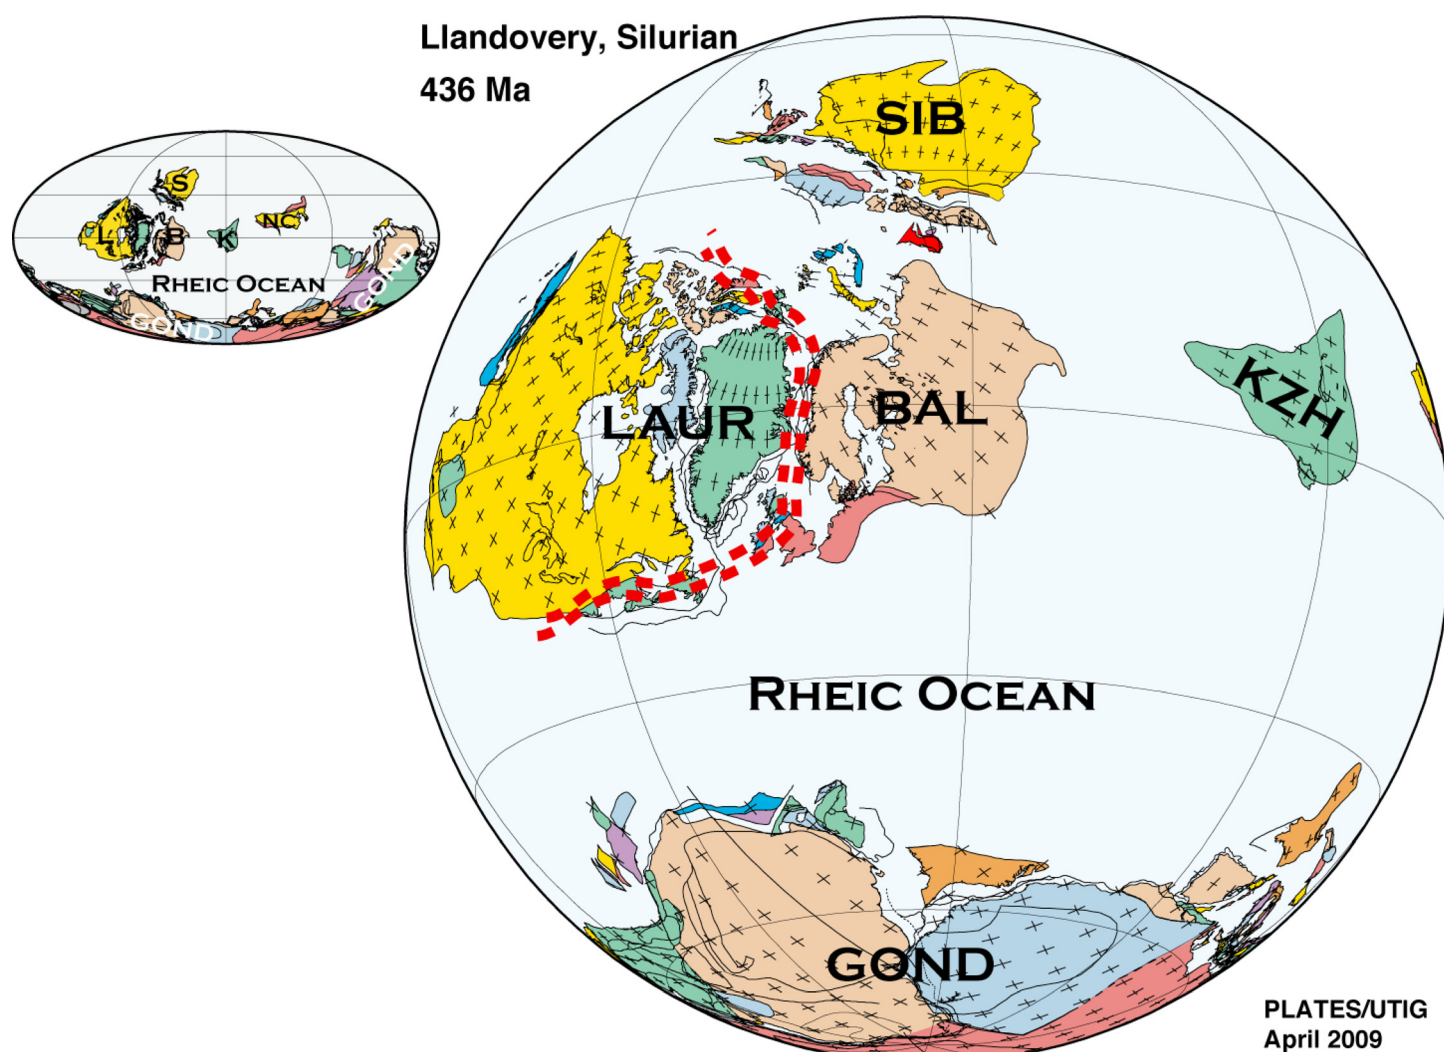 Llandovery, Silurian
436 Ma
SIB
S
L
B
K
NC
RHEIC OCEAN
GOND
GOND
LAUR
BAL
KZH
RHEIC OCEAN
GOND
PLATES/UTIG
April 2009